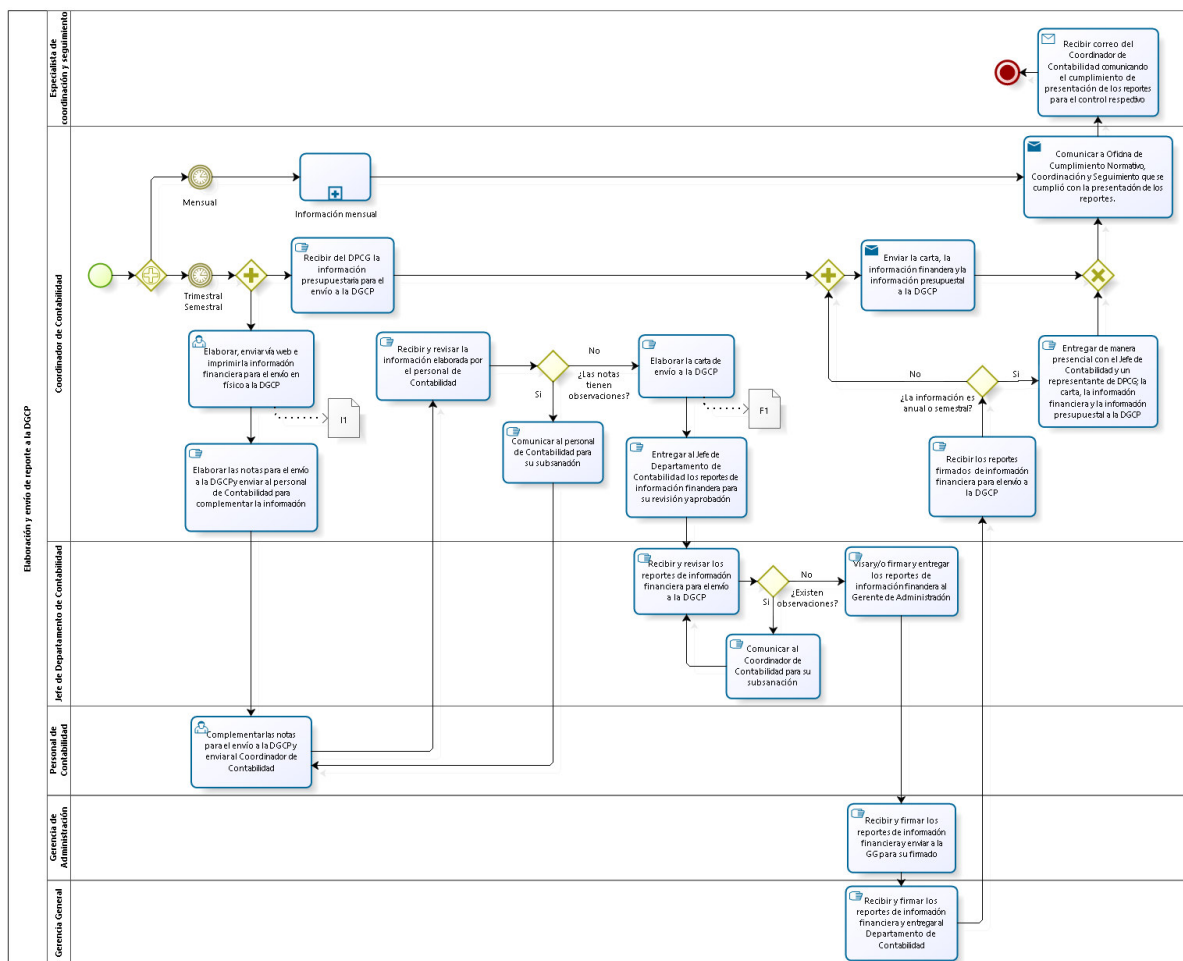 Elaboración y envío de reporte a la DGCP
Especialista de
coordinación y seguimiento
Recibir correo del
Coordinador de
Contabilidad comunicando
el cumplimiento de
presentación de los reportes
para el control respectivo
Coordinador de Contabilidad
Mensual
Información mensual
Comunicar a Oficina de
Cumplimiento Normativo,
Coordinación y Seguimiento que se
cumplió con la presentación de los
reportes.
Trimestral
Semestral
Recibir del DPCG la
información
presupuestaria para el
envío a la DGCP
Enviar la carta, la
información financiera y la
información presupuestal
a la DGCP
Elaborar, enviar vía web e
imprimir la información
financiera para el envío en
físico a la DGCP
I1
Recibir y revisar la
información elaborada por
el personal de Contabilidad
No
¿Las notas
tienen
observaciones?
Si
Elaborar la carta de
envío a la DGCP
F1
No
Si
¿La información es
anual o semestral?
Entregar de manera
presencial con el Jefe de
Contabilidad y un
representante de DPCG; la
carta, la información
financiera y la información
presupuestal a la DGCP
Elaborar las notas para el envío
a la DGCP y enviar al personal
de Contabilidad para
complementar la información
Comunicar al personal
de Contabilidad para
su subsanación
Entregar al Jefe de
Departamento de
Contabilidad los reportes de
información financiera para
su revisión y aprobación
Recibir los reportes
firmados de información
financiera para el envío a
la DGCP
Jefe de Departamento de Contabilidad
Recibir y revisar los
reportes de información
financiera para el envío
a la DGCP
No
¿Existen
observaciones?
Si
Visar y/o firmar y entregar
los reportes de
información financiera al
Gerente de Administración
Comunicar al
Coordinador de
Contabilidad para su
subsanación
Personal de
Contabilidad
Complementar las notas
para el envío a la DGCP y
enviar al Coordinador de
Contabilidad
Gerencia de
Administración
Recibir y firmar los
reportes de información
financiera y enviar a la
GG para su firmado
Gerencia General
Recibir y firmar los
reportes de información
financiera y entregar al
Departamento de
Contabilidad